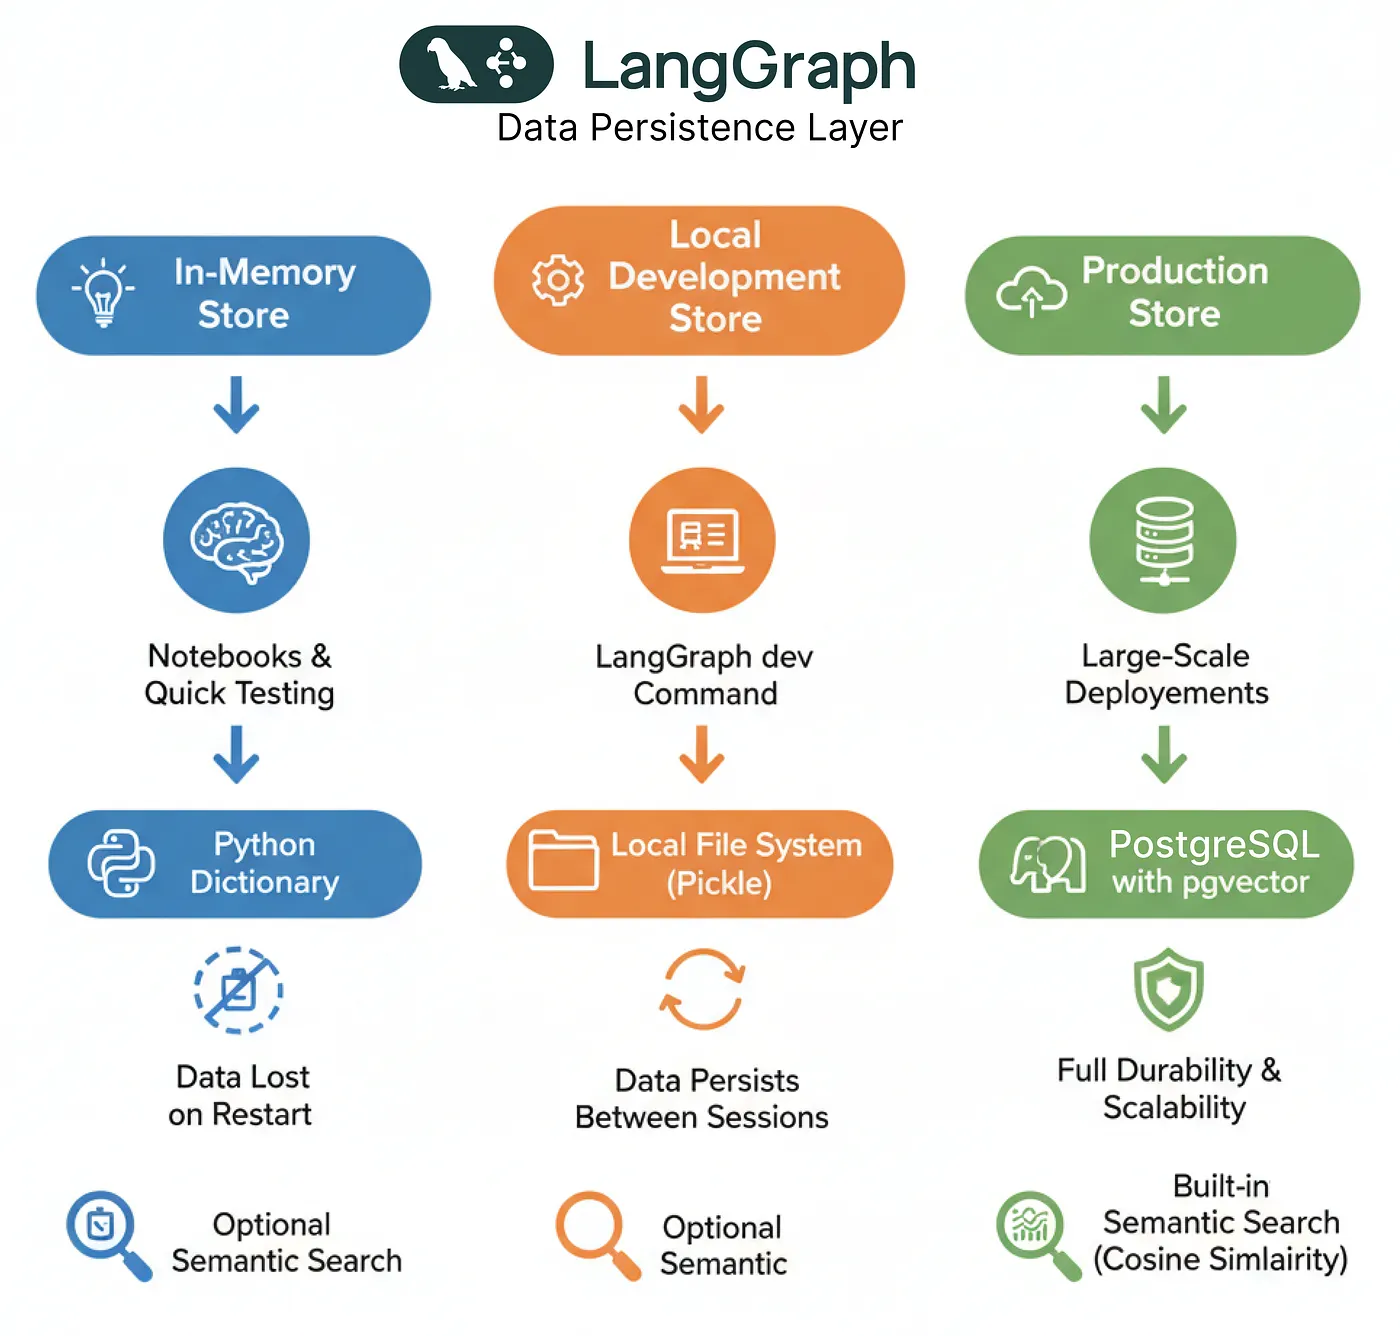 LangGraph
Data Persistence Layer
In-Memory
Store
Notebooks &
Quick Testing
Python
Dictionary
Data Lost
on Restart
Optional
Semantic Search
Local
Development
Store
LangGraph dev
Command
Local File System
(Pickle)
Data Persists
Between Sessions
Optional
Semantic
Production
Store
Large-Scale
Deployements
PostgreSQL
with pgvector
Full Durability &
Scalability
Built-in
Semantic Search
(Cosine Simlairity)